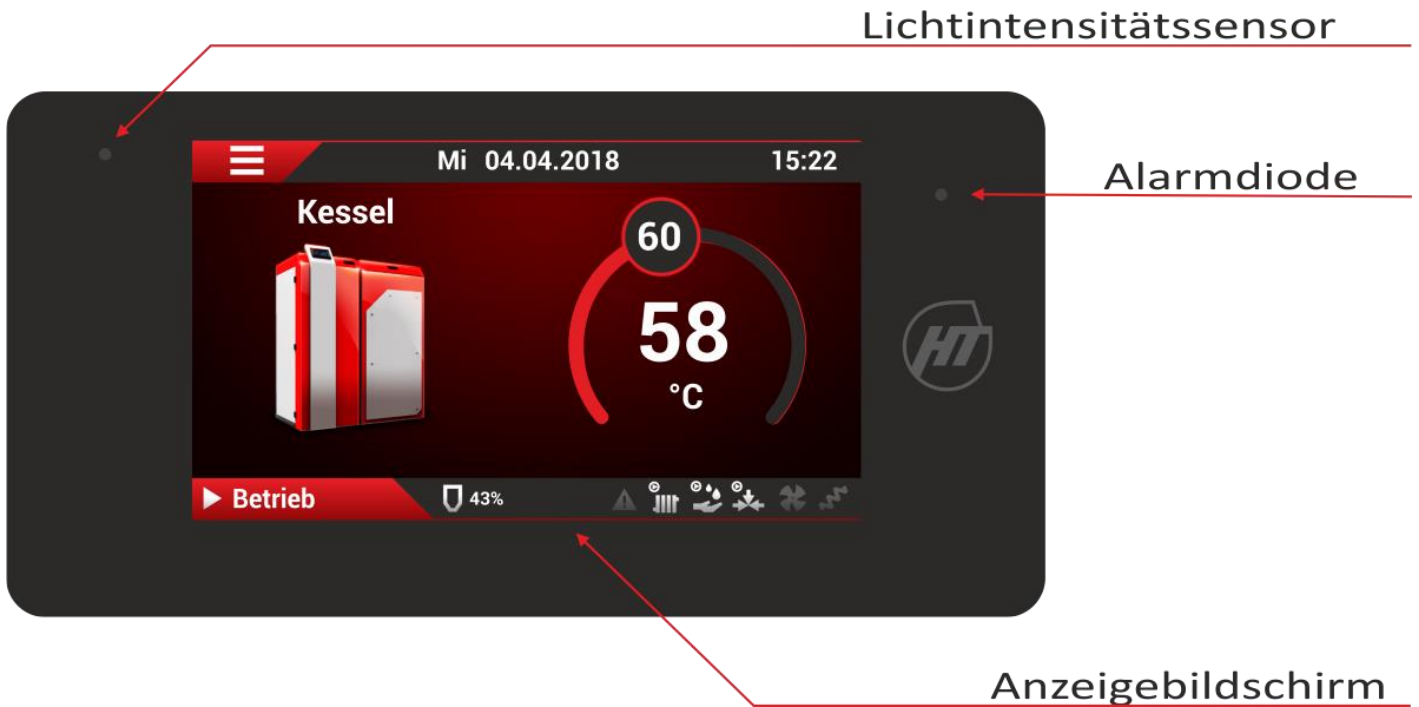 Lichtintensitätssensor
Mi 04.04.2018 15:22
Alarmdiode
Kessel
60
58
°C
HT
Betrieb 43%
Anzeigebildschirm